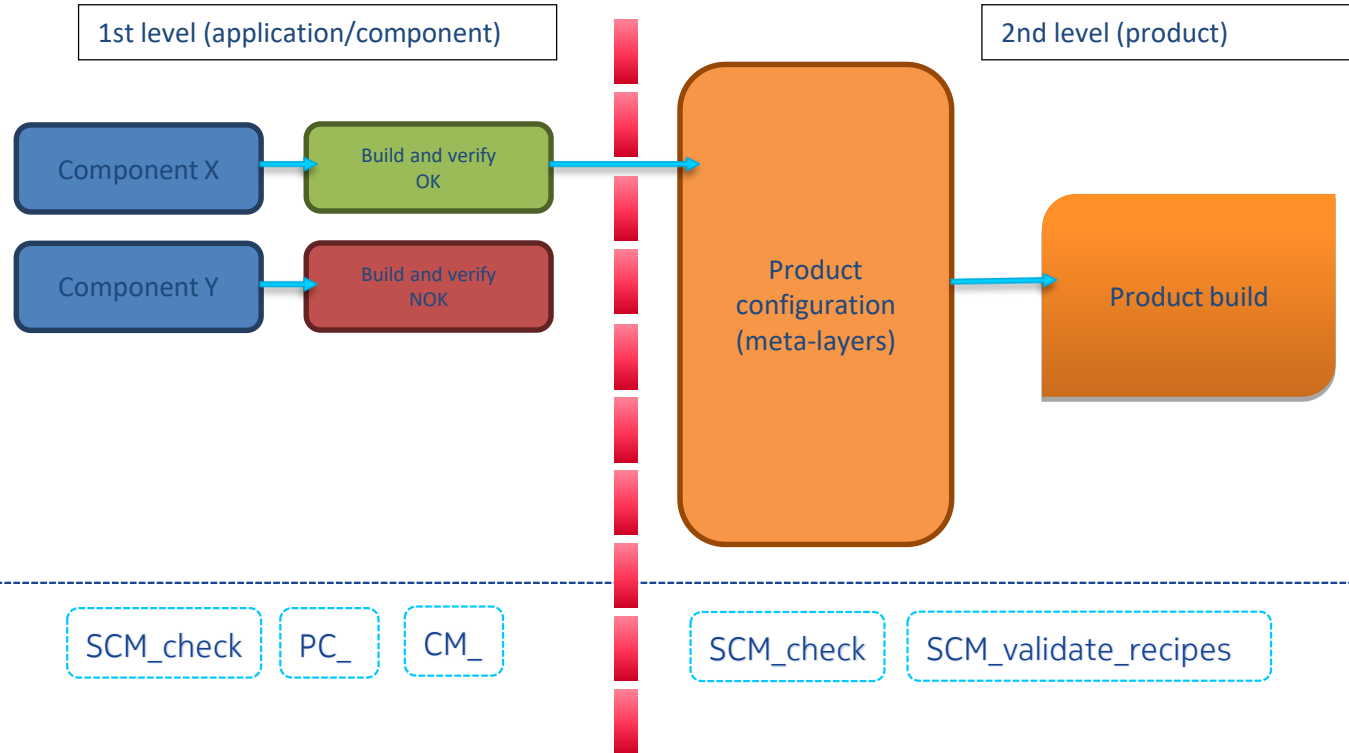 1st level (application/component)
2nd level (product)
Component X
Build and verify
OK
Component Y
Build and verify
NOK
Product
configuration
(meta-layers)
Product build
SCM_check
PC_
CM_
SCM_check
SCM_validate_recipes